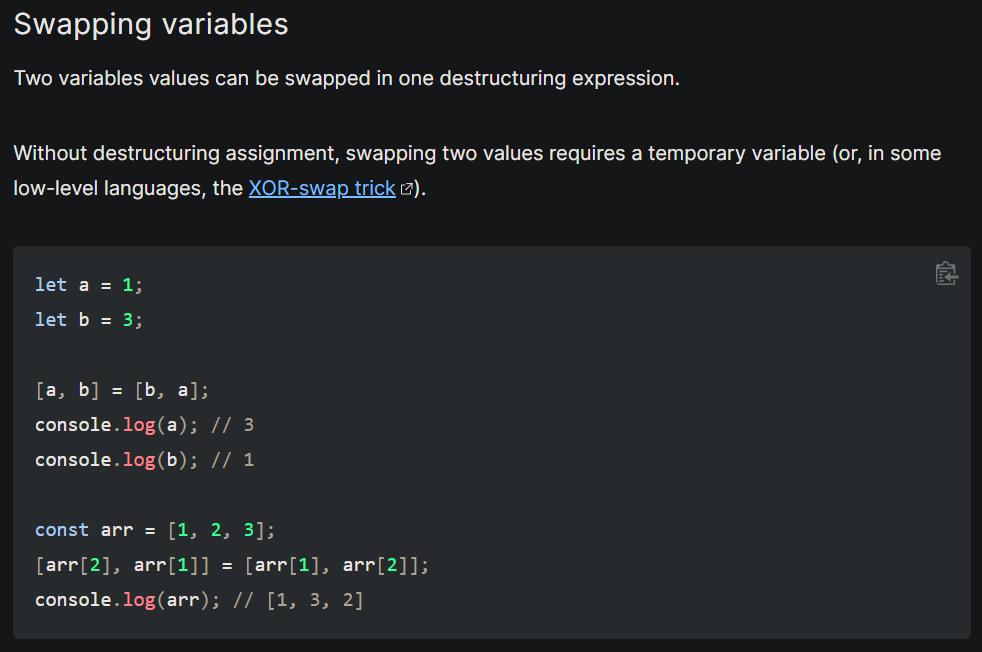 Swapping variables
Two variables values can be swapped in one destructuring expression.
Without destructuring assignment, swapping two values requires a temporary variable (or, in some
low-level languages, the XOR-swap trick).
let a = 1;
let b = 3;
[a, b] = [b, a];
console.log(a); // 3
console.log(b); // 1
const arr = [1, 2, 3];
[arr[2], arr[1]] = [arr[1], arr[2]];
console.log(arr); // [1, 3, 2]